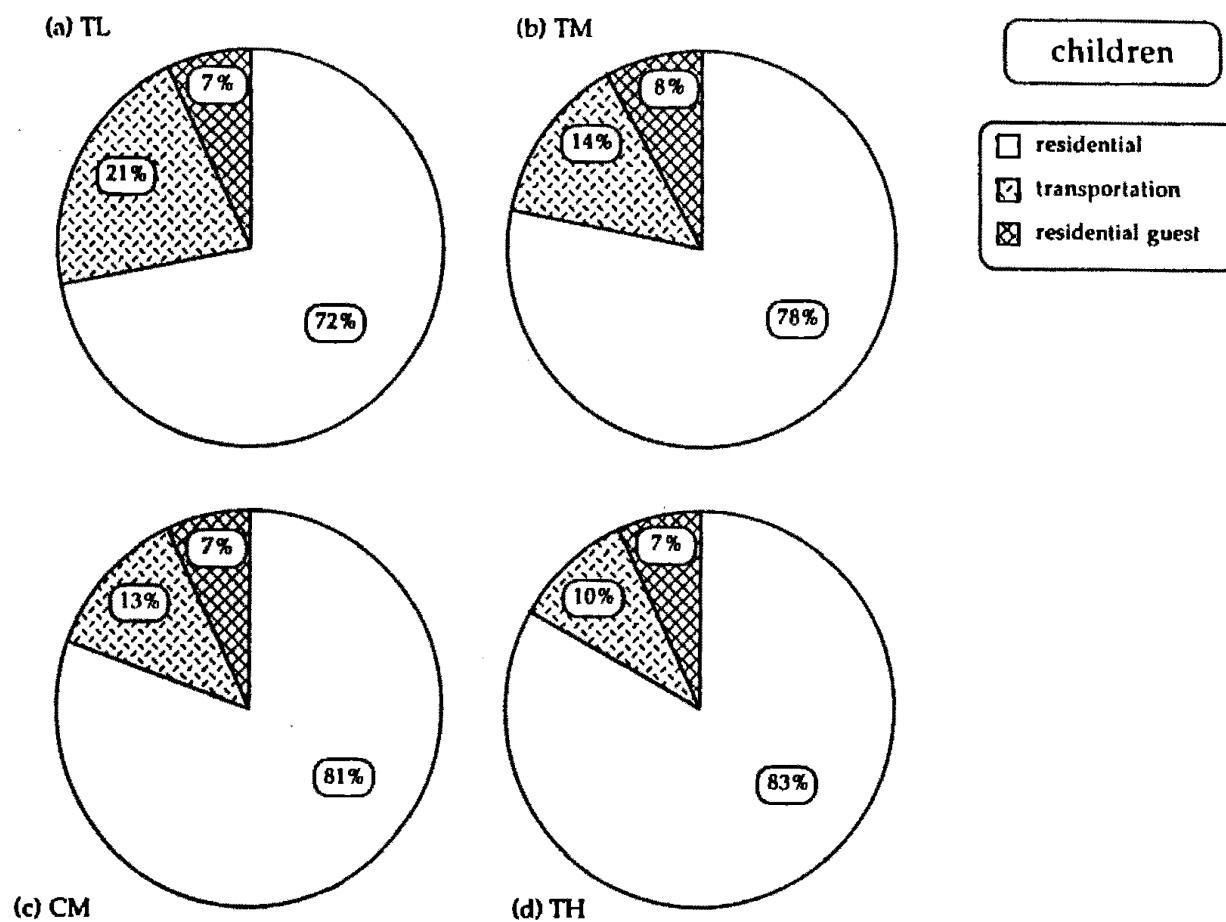 (a) TL
(b) TM
children
7%
8%
21%
14%
72%
78%
residential
transportation
residential guest
7%
7%
13%
10%
81%
83%
(c) CM
(d) TH